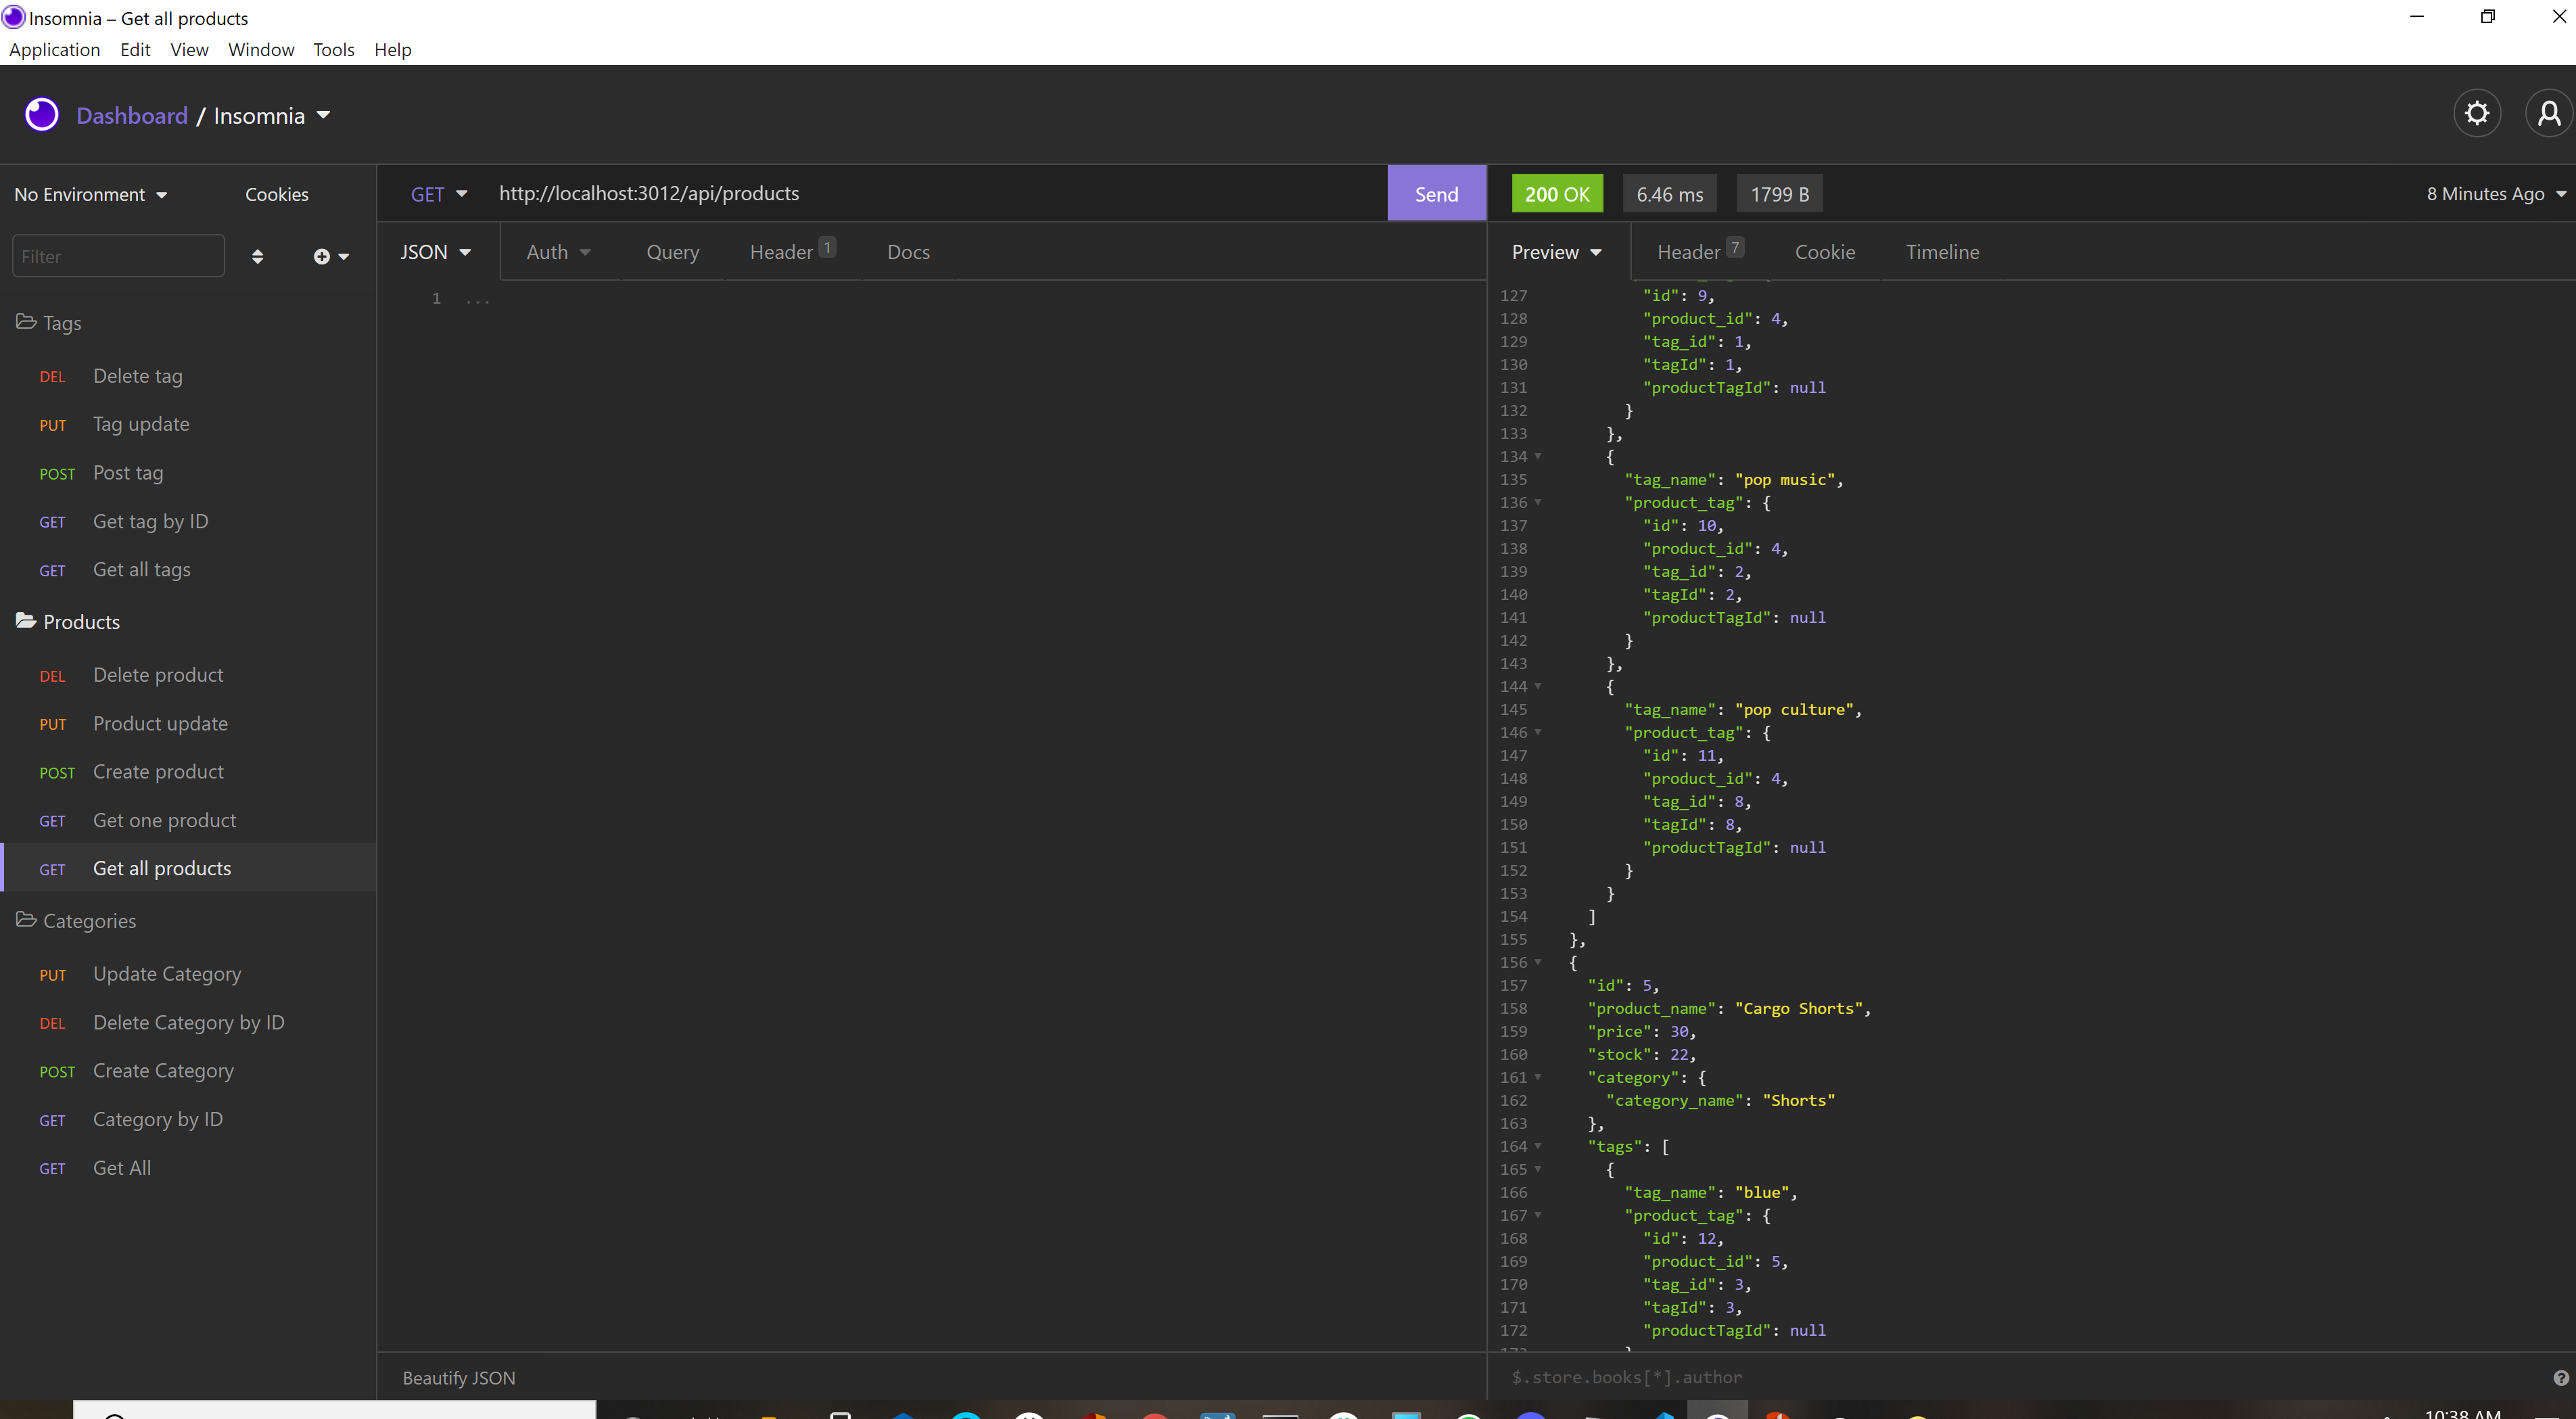 Insomnia – Get all products
Application Edit View Window Tools Help
Dashboard / Insomnia
No Environment Cookies
Filter
Tags
DEL Delete tag
PUT Tag update
POST Post tag
GET Get tag by ID
GET Get all tags
Products
DEL Delete product
PUT Product update
POST Create product
GET Get one product
GET Get all products
Categories
PUT Update Category
DEL Delete Category by ID
POST Create Category
GET Category by ID
GET Get All
GET http://localhost:3012/api/products Send
JSON Auth Query Header 1 Docs
1 ...
Beautify JSON
200 OK 6.46 ms 1799 B 8 Minutes Ago
Preview Header 7 Cookie Timeline
127 "id": 9,
128 "product_id": 4,
129 "tag_id": 1,
130 "tagId": 1,
131 "productTagId": null
132 }
133 },
134 {
135 "tag_name": "pop music",
136 "product_tag": {
137 "id": 10,
138 "product_id": 4,
139 "tag_id": 2,
140 "tagId": 2,
141 "productTagId": null
142 }
143 },
144 {
145 "tag_name": "pop culture",
146 "product_tag": {
147 "id": 11,
148 "product_id": 4,
149 "tag_id": 8,
150 "tagId": 8,
151 "productTagId": null
152 }
153 }
154 ]
155 },
156 {
157 "id": 5,
158 "product_name": "Cargo Shorts",
159 "price": 30,
160 "stock": 22,
161 "category": {
162 "category_name": "Shorts"
163 },
164 "tags": [
165 {
166 "tag_name": "blue",
167 "product_tag": {
168 "id": 12,
169 "product_id": 5,
170 "tag_id": 3,
171 "tagId": 3,
172 "productTagId": null
$.store.books[*].author
10:38 AM